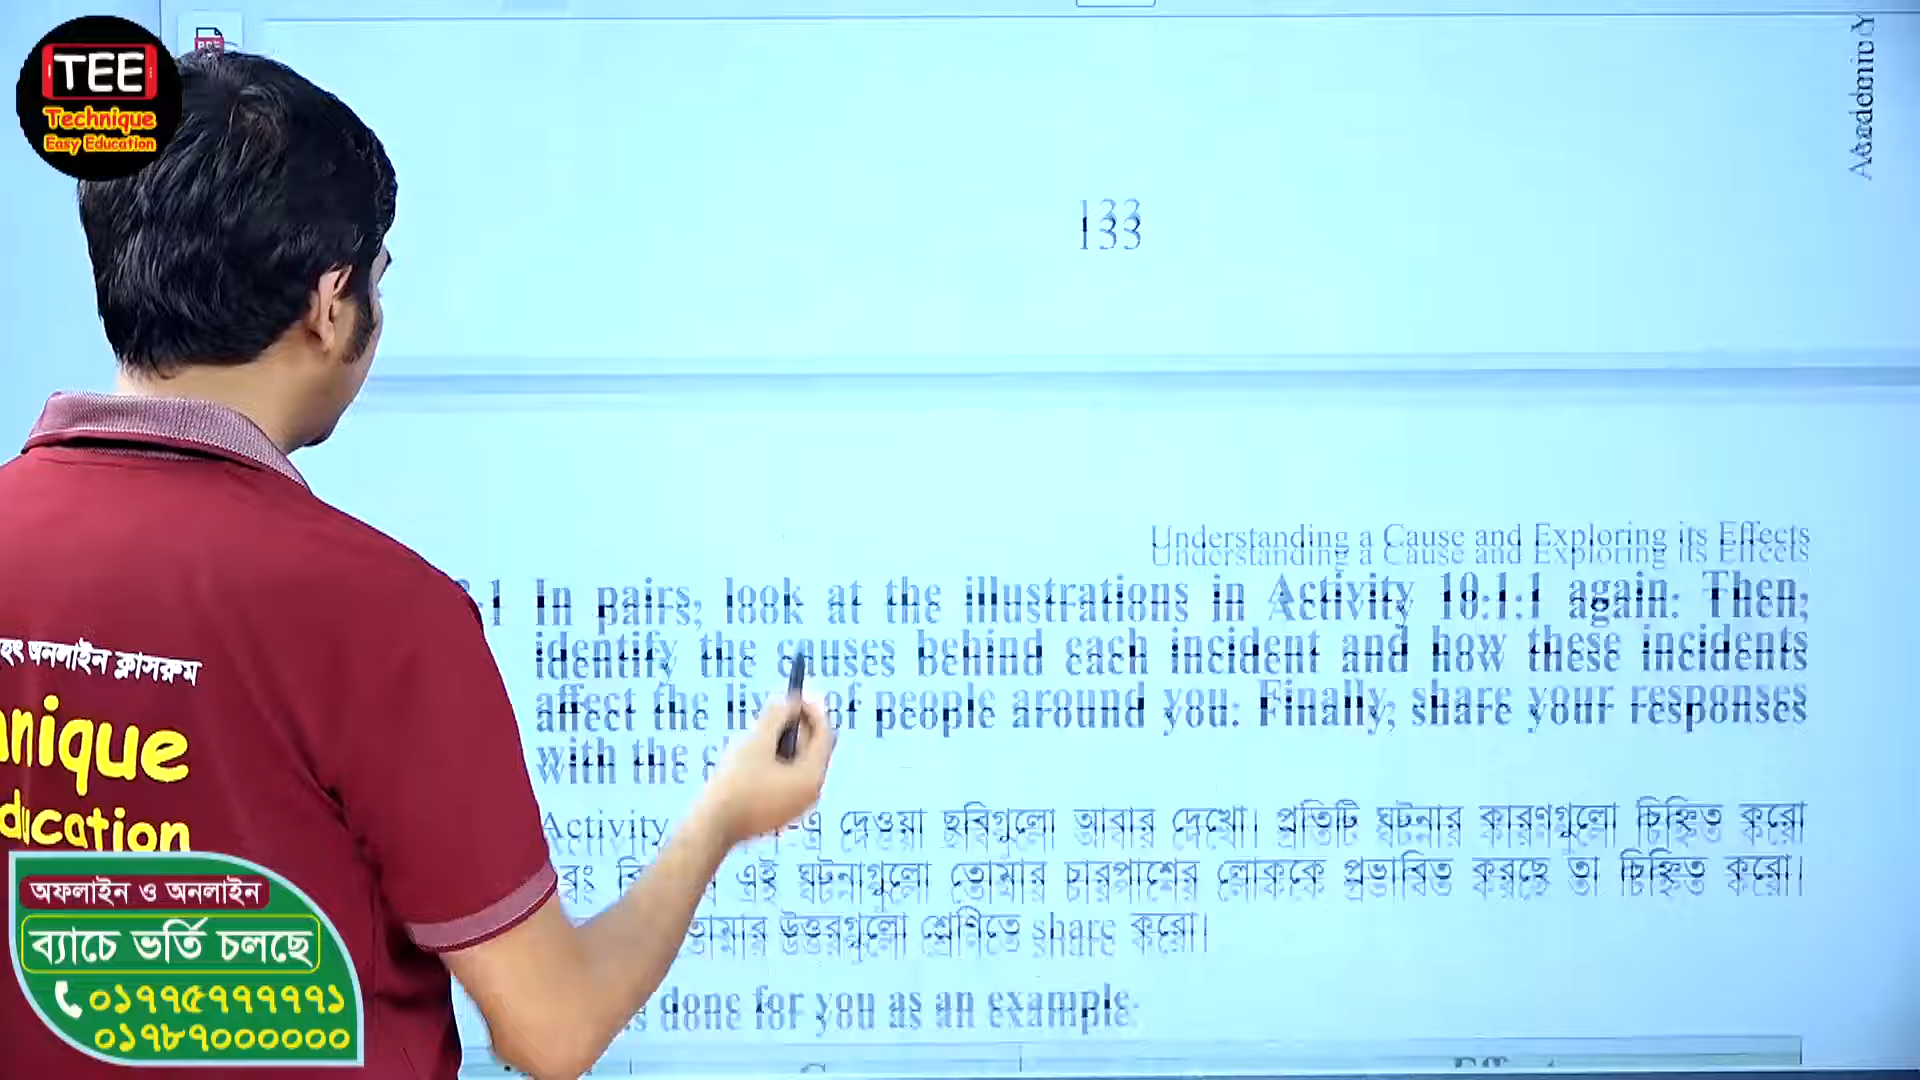 TEE
Technique
Easy Education
133
Understanding a Cause and Exploring its Effects
1 In pairs, look at the illustrations in Activity 10.1.1 again. Then,
identify the causes behind each incident and how these incidents
affect the of people around you. Finally, share your responses
with the
Activity -এ দেওয়া ছবিগুলো আবার দেখো। প্রতিটি ঘটনার কারণগুলো চিহ্নিত করো
এই ঘটনাগুলো তোমার চারপাশের লোককে প্রভাবিত করছে তা চিহ্নিত করো।
তোমার উত্তরগুলো শ্রেণিতে share করো।
done for you as an example.
অনলাইন ক্লাসরুম
nique
ducation
অফলাইন ও অনলাইন
ব্যাচে ভর্তি চলছে
০১৭৭৫৭৭৭৭৭১
০১৭৮৭০০০০০০